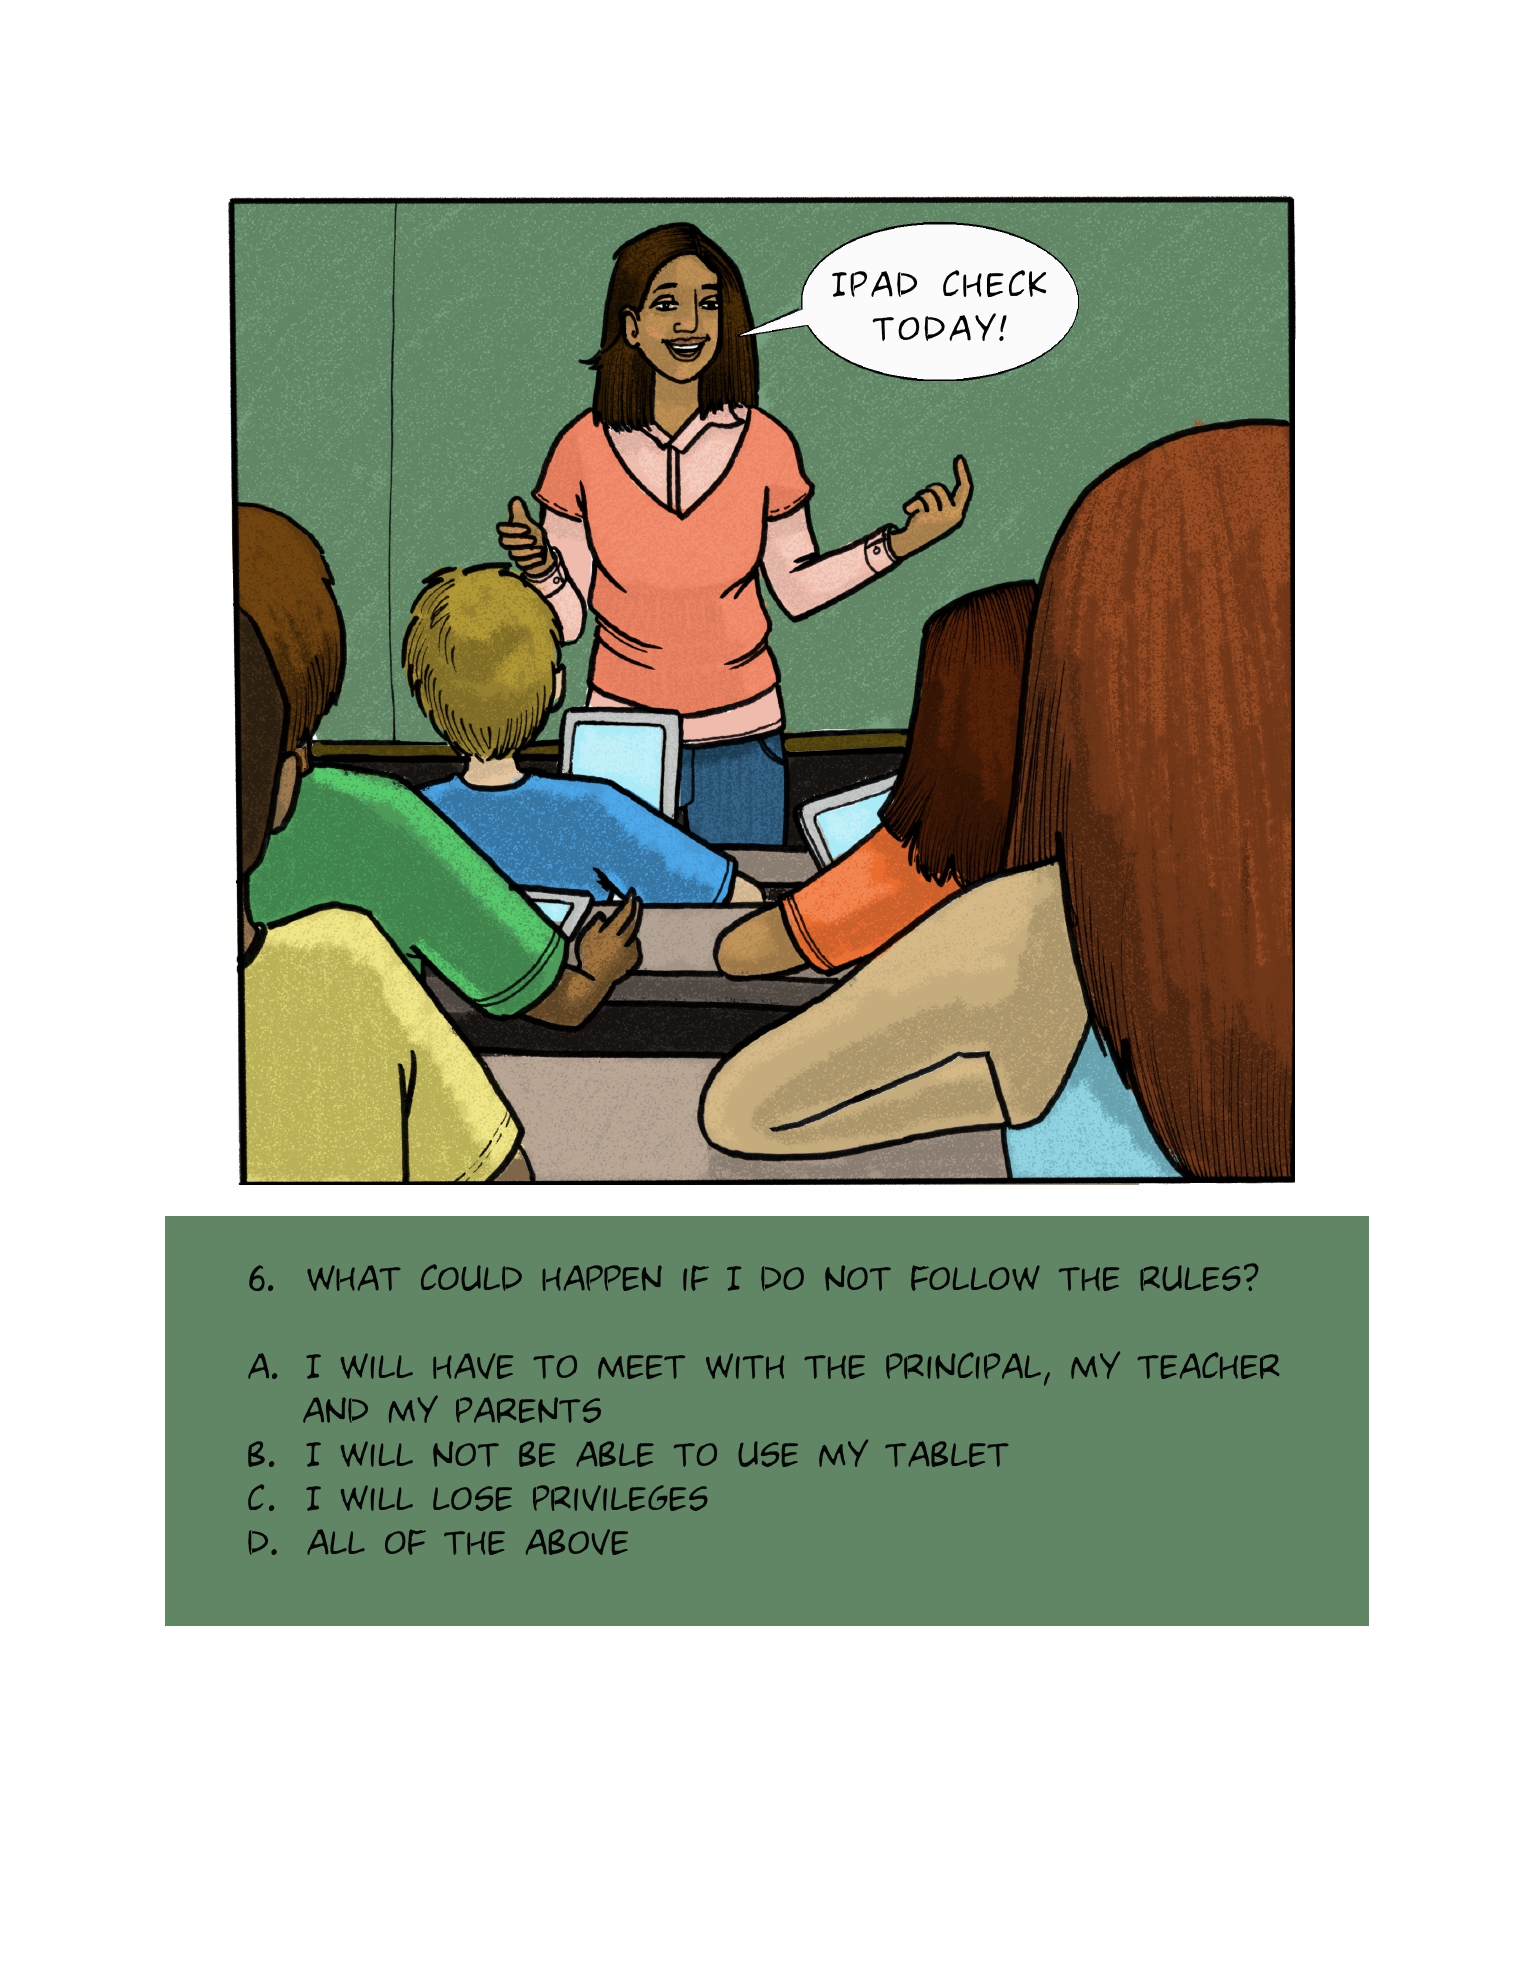 IPAD CHECK
TODAY!
6. WHAT COULD HAPPEN IF I DO NOT FOLLOW THE RULES?
A. I WILL HAVE TO MEET WITH THE PRINCIPAL, MY TEACHER
AND MY PARENTS
B. I WILL NOT BE ABLE TO USE MY TABLET
C. I WILL LOSE PRIVILEGES
D. ALL OF THE ABOVE